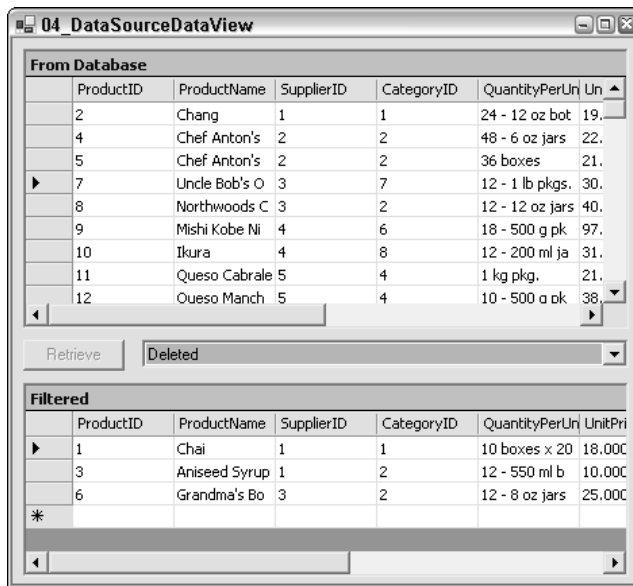 04_DataSourceDataView
From Database
ProductID ProductName SupplierID CategoryID QuantityPerUn Un
2 Chang 1 1 24 - 12 oz bot 19.
4 Chef Anton's 2 2 48 - 6 oz jars 22.
5 Chef Anton's 2 2 36 boxes 21.
7 Uncle Bob's O 3 7 12 - 1 lb pkgs. 30.
8 Northwoods C 3 2 12 - 12 oz jars 40.
9 Mishi Kobe Ni 4 6 18 - 500 g pk 97.
10 Ikura 4 8 12 - 200 ml ja 31.
11 Queso Cabrale 5 4 1 kg pkg. 21.
12 Queso Manch 5 4 10 - 500 g pk 38.
Retrieve Deleted
Filtered
ProductID ProductName SupplierID CategoryID QuantityPerUn UnitPri
1 Chai 1 1 10 boxes x 20 18.000
3 Aniseed Syrup 1 2 12 - 550 ml b 10.000
6 Grandma's Bo 3 2 12 - 8 oz jars 25.000